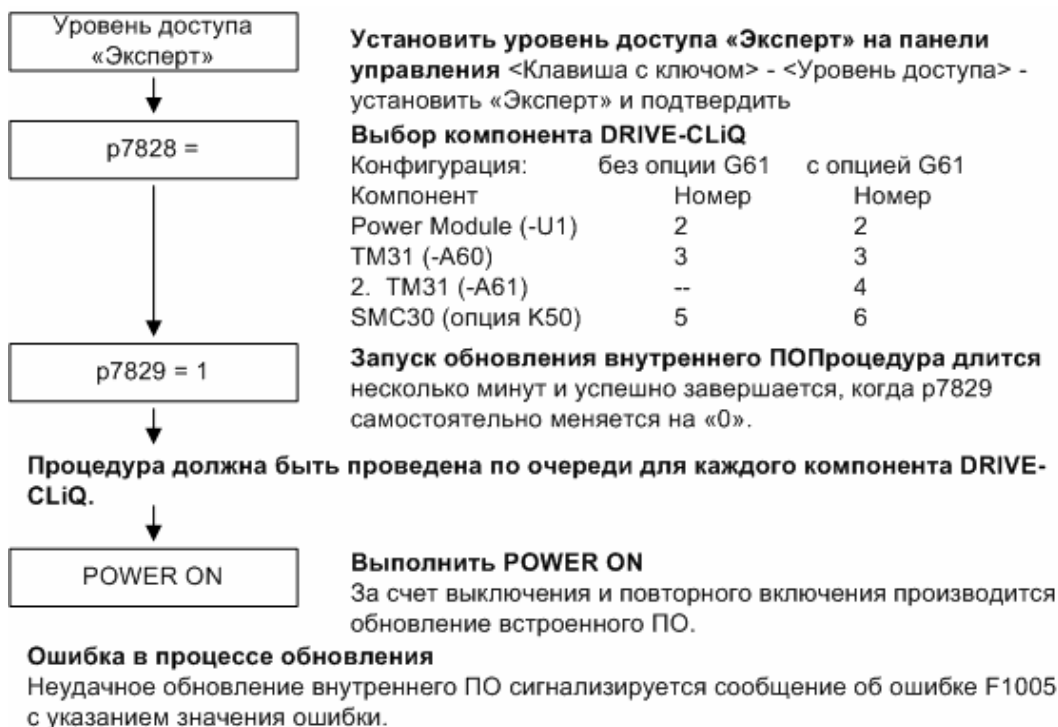 Уровень доступа
«Эксперт»
Установить уровень доступа «Эксперт» на панели
управления <Клавиша с ключом> - <Уровень доступа> -
установить «Эксперт» и подтвердить
p7828 =
Выбор компонента DRIVE-CLiQ
Конфигурация: без опции G61 с опцией G61
Компонент Номер Номер
Power Module (-U1) 2 2
TM31 (-A60) 3 3
2. TM31 (-A61) -- 4
SMC30 (опция K50) 5 6
p7829 = 1
Запуск обновления внутреннего ПОПроцедура длится
несколько минут и успешно завершается, когда p7829
самостоятельно меняется на «0».
Процедура должна быть проведена по очереди для каждого компонента DRIVE-
CLiQ.
POWER ON
Выполнить POWER ON
За счет выключения и повторного включения производится
обновление встроенного ПО.
Ошибка в процессе обновления
Неудачное обновление внутреннего ПО сигнализируется сообщение об ошибке F1005
с указанием значения ошибки.